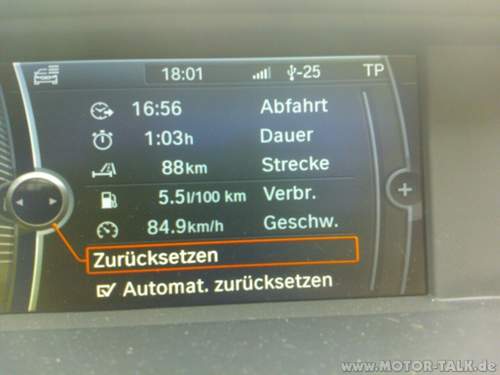 18:01 -25 TP
16:56 Abfahrt
1:03h Dauer
88km Strecke
5.5l/100 km Verbr.
84.9km/h Geschw.
Zurücksetzen
Automat. zurücksetzen
www.MOTOR-TALK.de